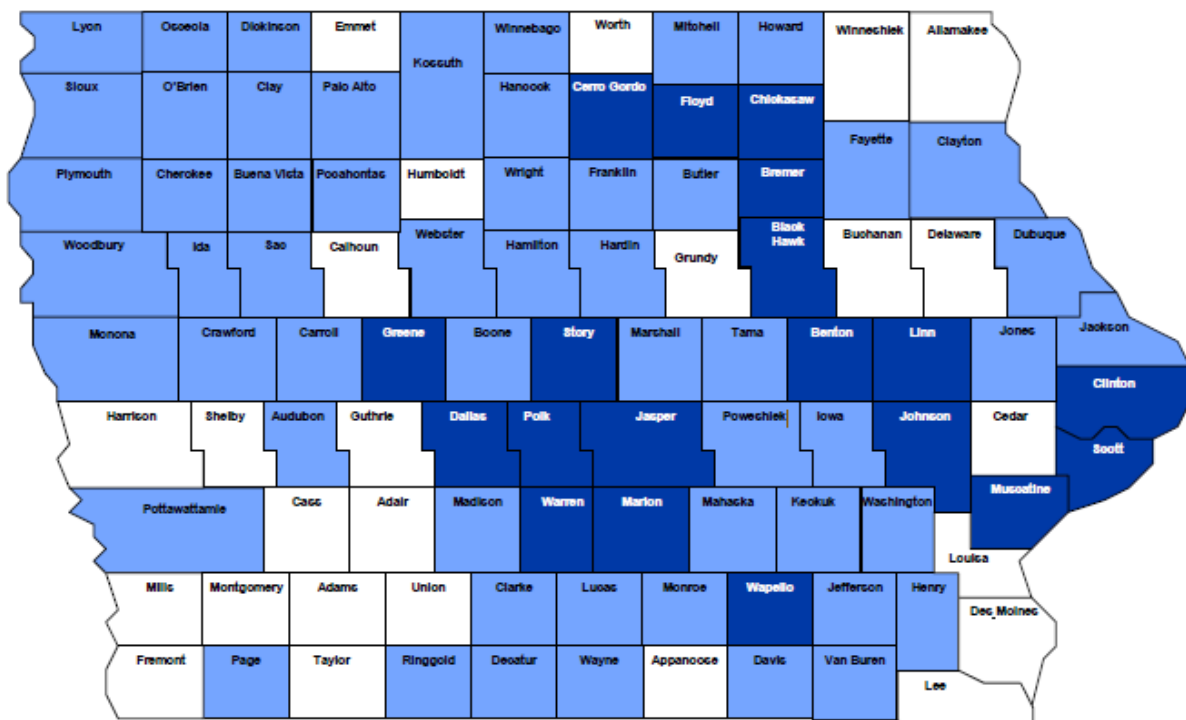 Lyon
Osceola
Dickinson
Emmet
Kossuth
Winnebago
Worth
Mitchell
Howard
Winneshiek
Allamakee
Sioux
O'Brien
Clay
Palo Alto
Hancock
Cerro Gordo
Floyd
Chickasaw
Fayette
Clayton
Plymouth
Cherokee
Buena Vista
Pocahontas
Humboldt
Wright
Franklin
Butler
Bremer
Woodbury
Ida
Sac
Calhoun
Webster
Hamilton
Hardin
Grundy
Black
Hawk
Buchanan
Delaware
Dubuque
Monona
Crawford
Carroll
Greene
Boone
Story
Marshall
Tama
Benton
Linn
Jones
Jackson
Clinton
Harrison
Shelby
Audubon
Guthrie
Dallas
Polk
Jasper
Poweshiek
Iowa
Johnson
Cedar
Scott
Muscatine
Pottawattamie
Cass
Adair
Madison
Warren
Marion
Mahaska
Keokuk
Washington
Louisa
Mills
Montgomery
Adams
Union
Clarke
Lucas
Monroe
Wapello
Jefferson
Henry
Des Moines
Fremont
Page
Taylor
Ringgold
Decatur
Wayne
Appanoose
Davis
Van Buren
Lee